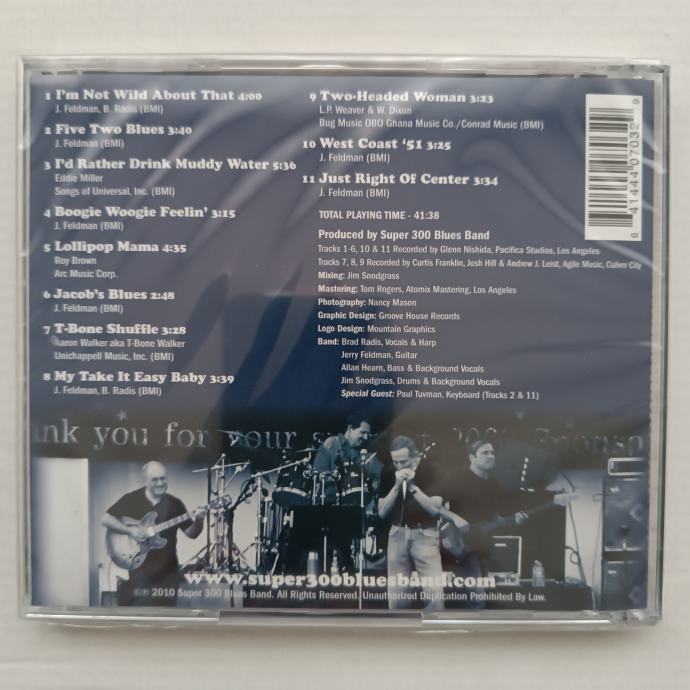 1 I'm Not Wild About That 4:00
J. Feldman, B. Radis (BMI)
2 Five Two Blues 3:40
J. Feldman (BMI)
3 I'd Rather Drink Muddy Water 5:36
Eddie Miller
Songs of Universal, Inc. (BMI)
4 Boogie Woogie Feelin' 3:15
J. Feldman (BMI)
5 Lollipop Mama 4:35
Roy Brown
Arc Music Corp.
6 Jacob's Blues 2:48
J. Feldman (BMI)
7 T-Bone Shuffle 3:28
Aaron Walker aka T-Bone Walker
Unichappell Music, Inc. (BMI)
8 My Take It Easy Baby 3:39
J. Feldman, B. Radis (BMI)
9 Two-Headed Woman 3:23
L.P. Weaver & W. Dixon
Bug Music OBO Ghana Music Co./Conrad Music (BMI)
10 West Coast '51 3:25
J. Feldman (BMI)
11 Just Right Of Center 3:34
J. Feldman (BMI)
TOTAL PLAYING TIME - 41:38
Produced by Super 300 Blues Band
Tracks 1-6, 10 & 11 Recorded by Glenn Nishida, Pacifica Studios, Los Angeles
Tracks 7, 8, 9 Recorded by Curtis Franklin, Josh Hill & Andrew J. Leist, Agile Music, Culver City
Mixing: Jim Snodgrass
Mastering: Tom Rogers, Atomix Mastering, Los Angeles
Photography: Nancy Mason
Graphic Design: Groove House Records
Logo Design: Mountain Graphics
Band: Brad Radis, Vocals & Harp
Jerry Feldman, Guitar
Allan Hearn, Bass & Background Vocals
Jim Snodgrass, Drums & Background Vocals
Special Guest: Paul Tuvman, Keyboard (Tracks 2 & 11)
6 41444 07032 9
ank you for your
www.super300bluesband.com
©℗ 2010 Super 300 Blues Band. All Rights Reserved. Unauthorized Duplication Prohibited By Law.